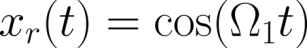 x_r(t) = cos(Ω_1 t)